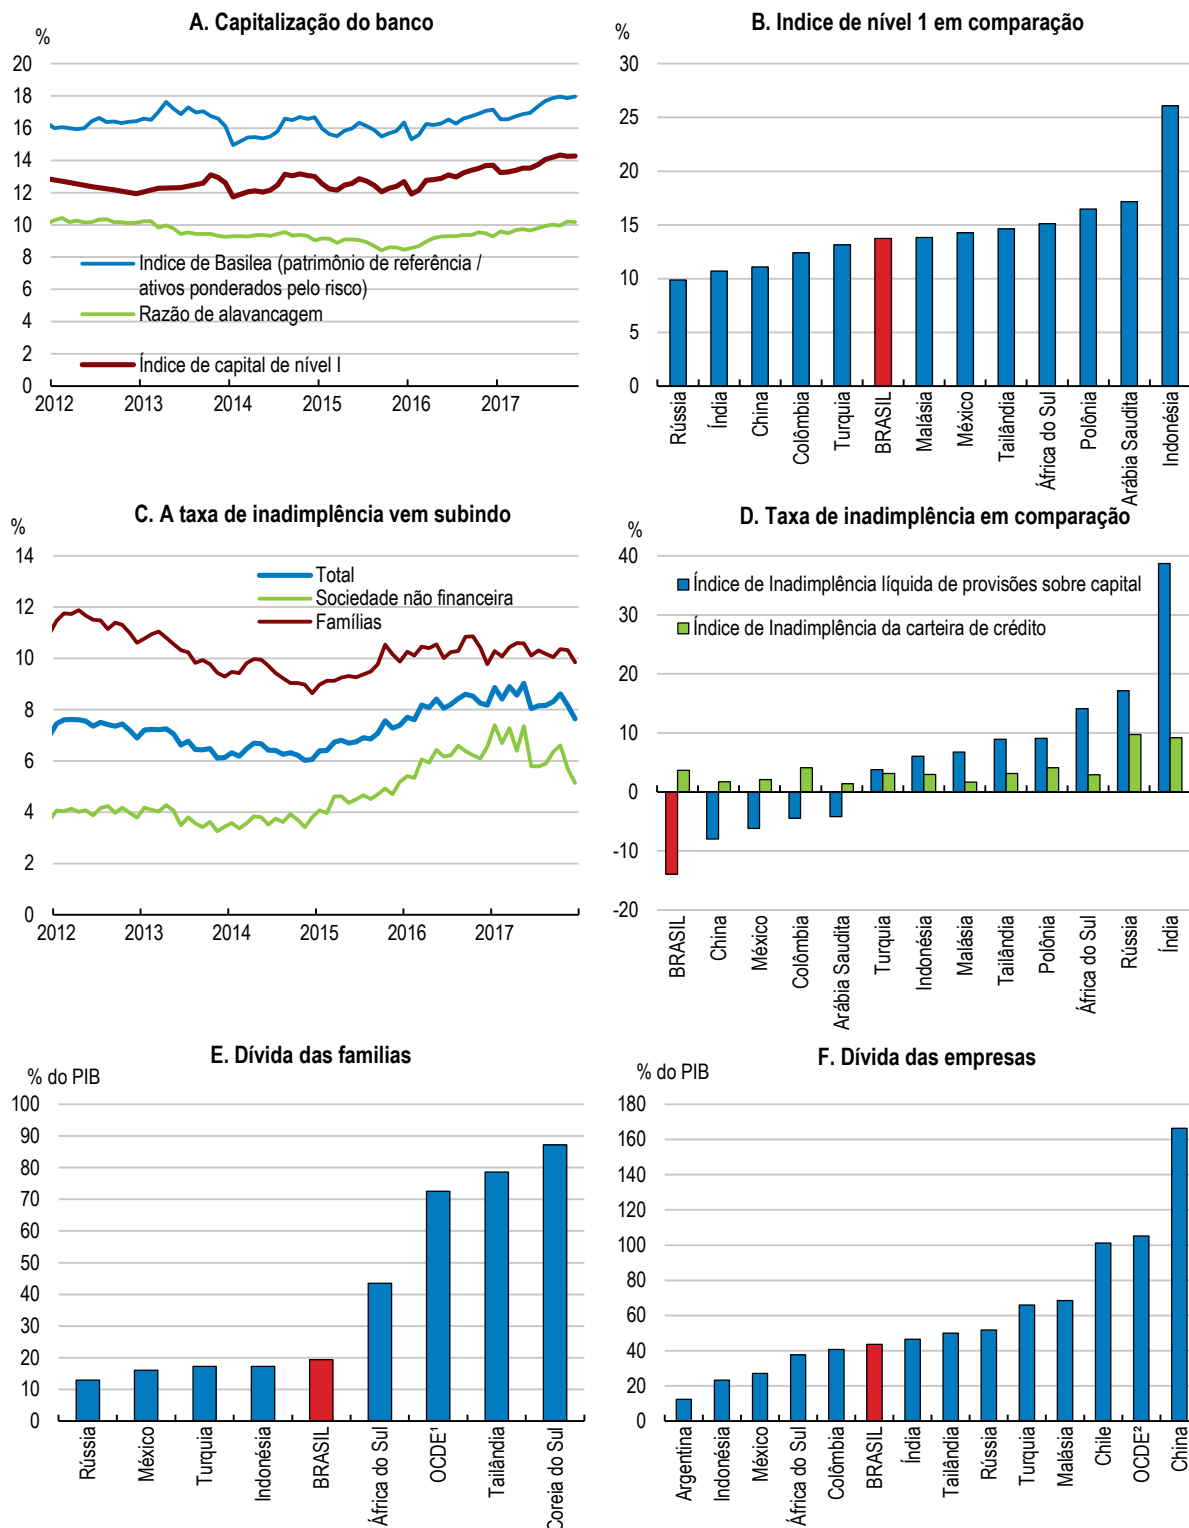 A. Capitalização do banco
%
20
18
16
14
12
10
8
6
4
2
0
Indice de Basilea (patrimônio de referência /
ativos ponderados pelo risco)
Razão de alavancagem
Índice de capital de nível I
2012 2013 2014 2015 2016 2017
B. Indice de nível 1 em comparação
%
30
25
20
15
10
5
0
Rússia
Índia
China
Colômbia
Turquia
BRASIL
Malásia
México
Tailândia
África do Sul
Polônia
Arábia Saudita
Indonésia
C. A taxa de inadimplência vem subindo
%
14
12
10
8
6
4
2
0
Total
Sociedade não financeira
Famílias
2012 2013 2014 2015 2016 2017
D. Taxa de inadimplência em comparação
%
40
30
20
10
0
-10
-20
Índice de Inadimplência líquida de provisões sobre capital
Índice de Inadimplência da carteira de crédito
BRASIL
China
México
Colômbia
Arábia Saudita
Turquia
Indonésia
Malásia
Tailândia
Polônia
África do Sul
Rússia
Índia
E. Dívida das familias
% do PIB
100
90
80
70
60
50
40
30
20
10
0
Rússia
México
Turquia
Indonésia
BRASIL
África do Sul
OCDE¹
Tailândia
Coreia do Sul
F. Dívida das empresas
% do PIB
180
160
140
120
100
80
60
40
20
0
Argentina
Indonésia
México
África do Sul
Colômbia
BRASIL
Índia
Tailândia
Rússia
Turquia
Malásia
Chile
OCDE²
China